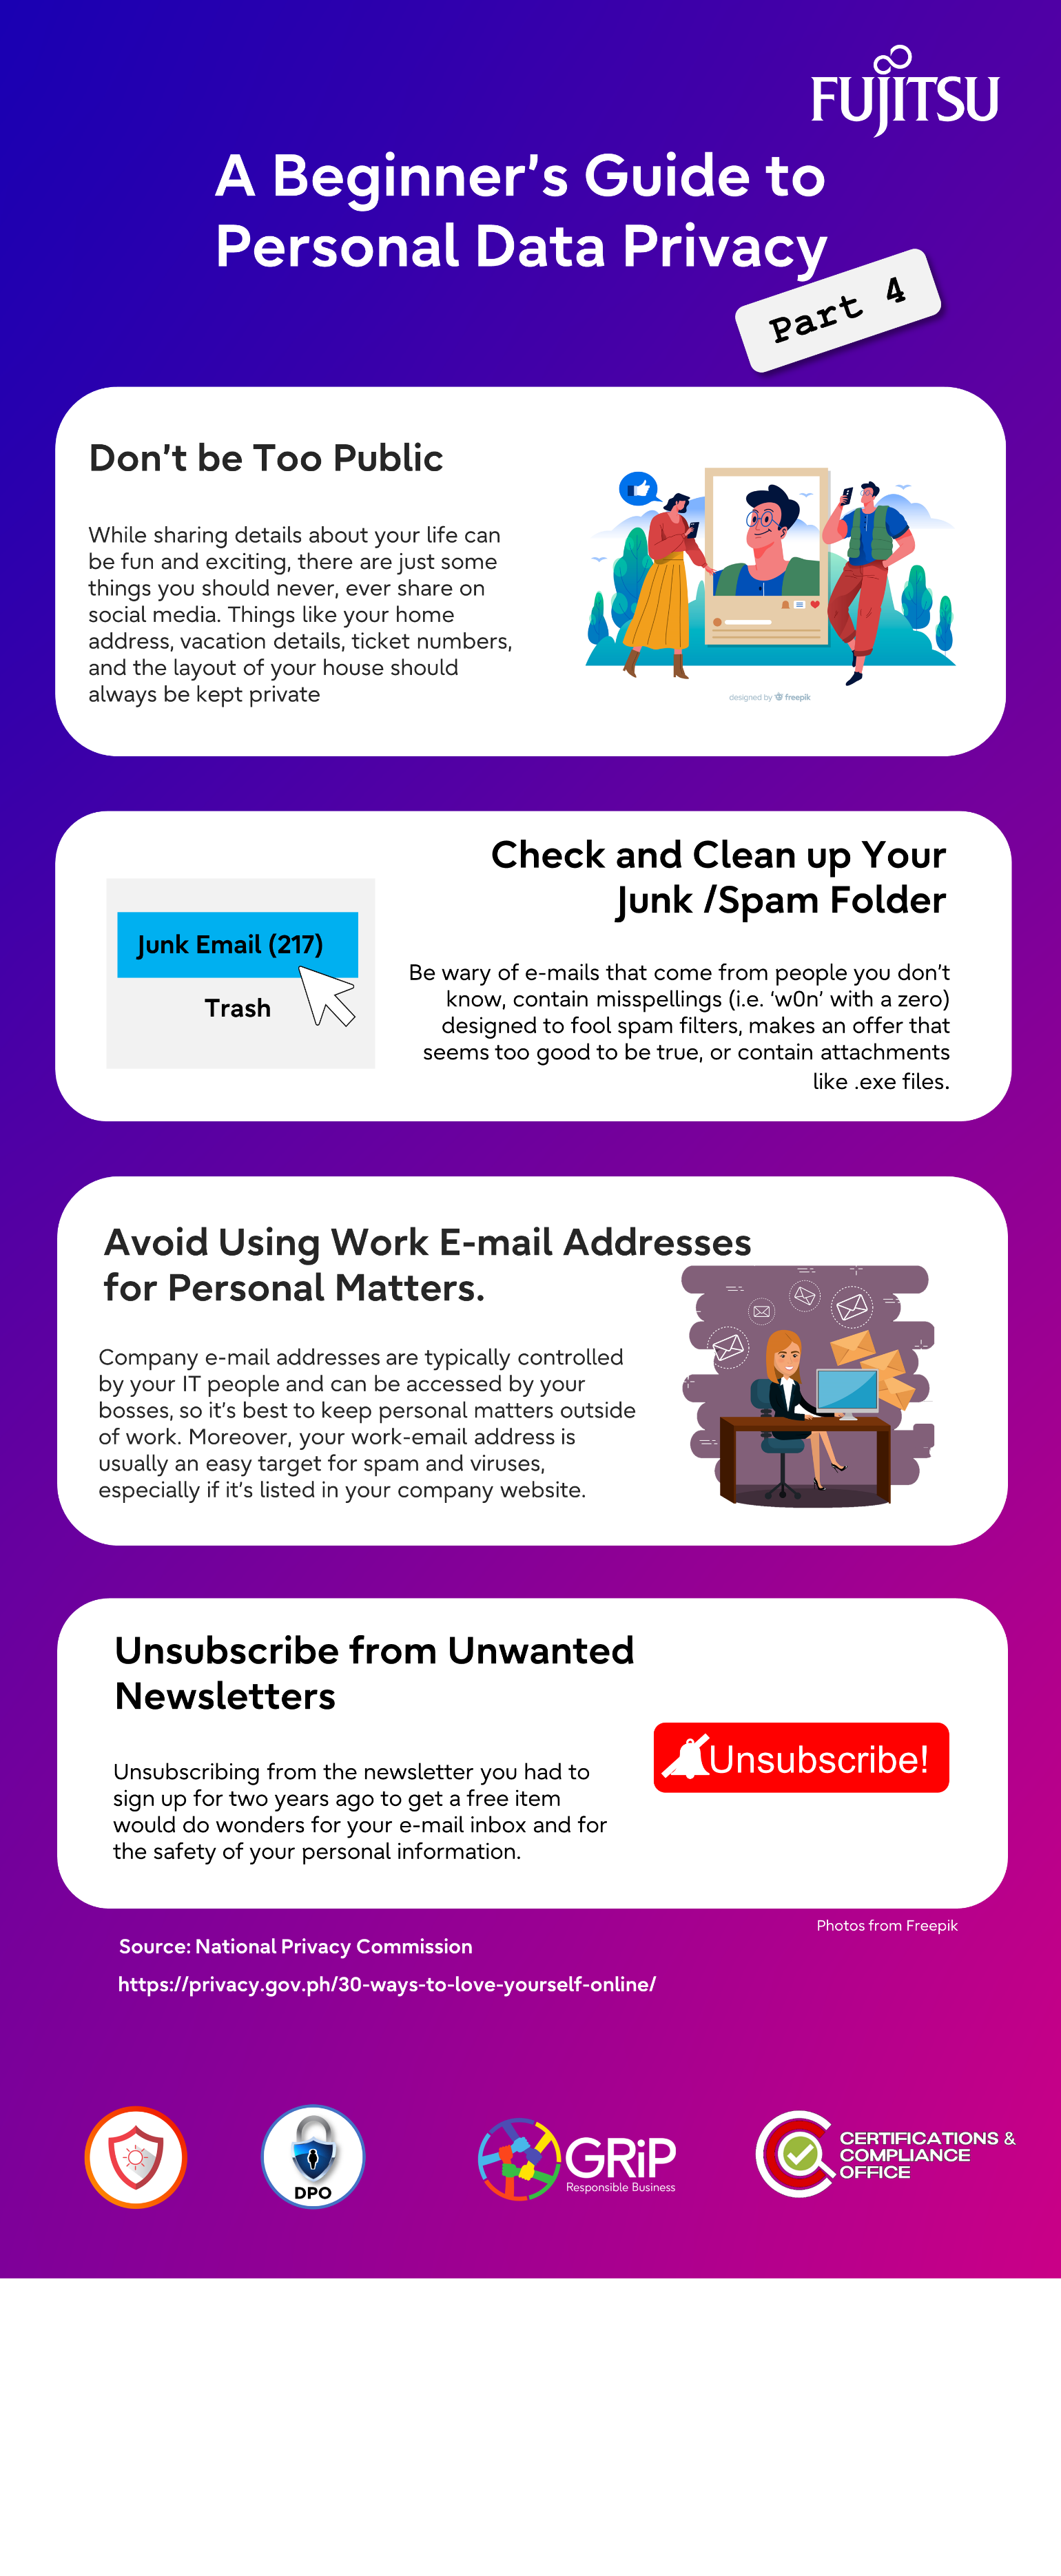 FUJITSU
A Beginner's Guide to
Personal Data Privacy
Part 4
Don't be Too Public
While sharing details about your life can
be fun and exciting, there are just some
things you should never, ever share on
social media. Things like your home
address, vacation details, ticket numbers,
and the layout of your house should
always be kept private
designed by freepik
Check and Clean up Your
Junk /Spam Folder
Junk Email (217)
Trash
Be wary of e-mails that come from people you don't
know, contain misspellings (i.e. 'w0n' with a zero)
designed to fool spam filters, makes an offer that
seems too good to be true, or contain attachments
like .exe files.
Avoid Using Work E-mail Addresses
for Personal Matters.
Company e-mail addresses are typically controlled
by your IT people and can be accessed by your
bosses, so it's best to keep personal matters outside
of work. Moreover, your work-email address is
usually an easy target for spam and viruses,
especially if it's listed in your company website.
Unsubscribe from Unwanted
Newsletters
Unsubscribing from the newsletter you had to
sign up for two years ago to get a free item
would do wonders for your e-mail inbox and for
the safety of your personal information.
Unsubscribe!
Photos from Freepik
Source: National Privacy Commission
https://privacy.gov.ph/30-ways-to-love-yourself-online/
DPO
GRiP
Responsible Business
CERTIFICATIONS &
COMPLIANCE
OFFICE